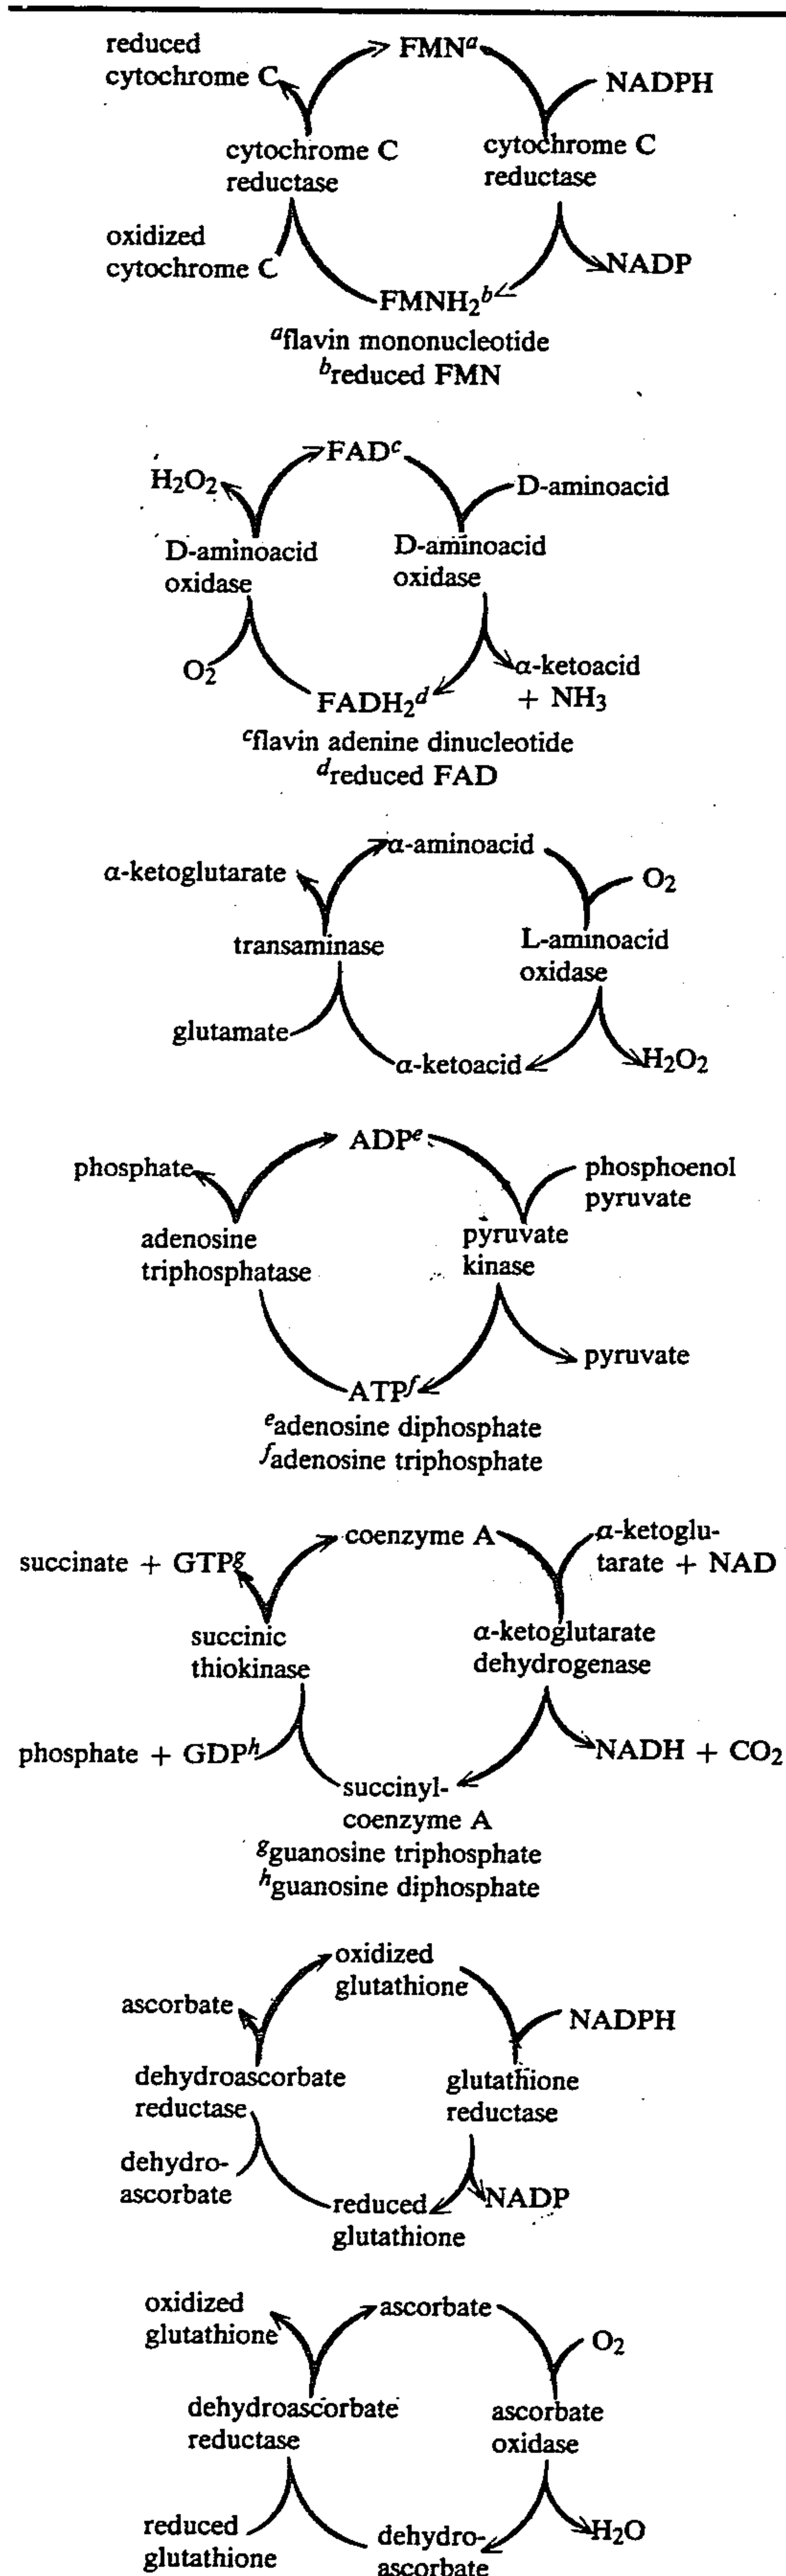 reduced
cytochrome C
FMNᵃ
NADPH
cytochrome C
reductase
cytochrome C
reductase
oxidized
cytochrome C
NADP
FMNH₂ᵇ
ᵃflavin mononucleotide
ᵇreduced FMN
FADᶜ
H₂O₂
D-aminoacid
D-aminoacid
oxidase
D-aminoacid
oxidase
O₂
α-ketoacid
+ NH₃
FADH₂ᵈ
ᶜflavin adenine dinucleotide
ᵈreduced FAD
α-aminoacid
α-ketoglutarate
O₂
transaminase
L-aminoacid
oxidase
glutamate
α-ketoacid
H₂O₂
ADPᵉ
phosphate
phosphoenol
pyruvate
adenosine
triphosphatase
pyruvate
kinase
pyruvate
ATPᶠ
ᵉadenosine diphosphate
ᶠadenosine triphosphate
coenzyme A
α-ketoglu-
tarate + NAD
succinate + GTPᵍ
succinic
thiokinase
α-ketoglutarate
dehydrogenase
phosphate + GDPʰ
NADH + CO₂
succinyl-
coenzyme A
ᵍguanosine triphosphate
ʰguanosine diphosphate
oxidized
glutathione
ascorbate
NADPH
dehydroascorbate
reductase
glutathione
reductase
dehydro-
ascorbate
reduced
glutathione
NADP
oxidized
glutathione
ascorbate
O₂
dehydroascorbate
reductase
ascorbate
oxidase
reduced
glutathione
dehydro-
ascorbate
H₂O